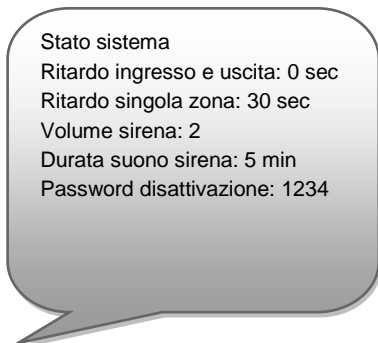 Stato sistema
Ritardo ingresso e uscita: 0 sec
Ritardo singola zona: 30 sec
Volume sirena: 2
Durata suono sirena: 5 min
Password disattivazione: 1234